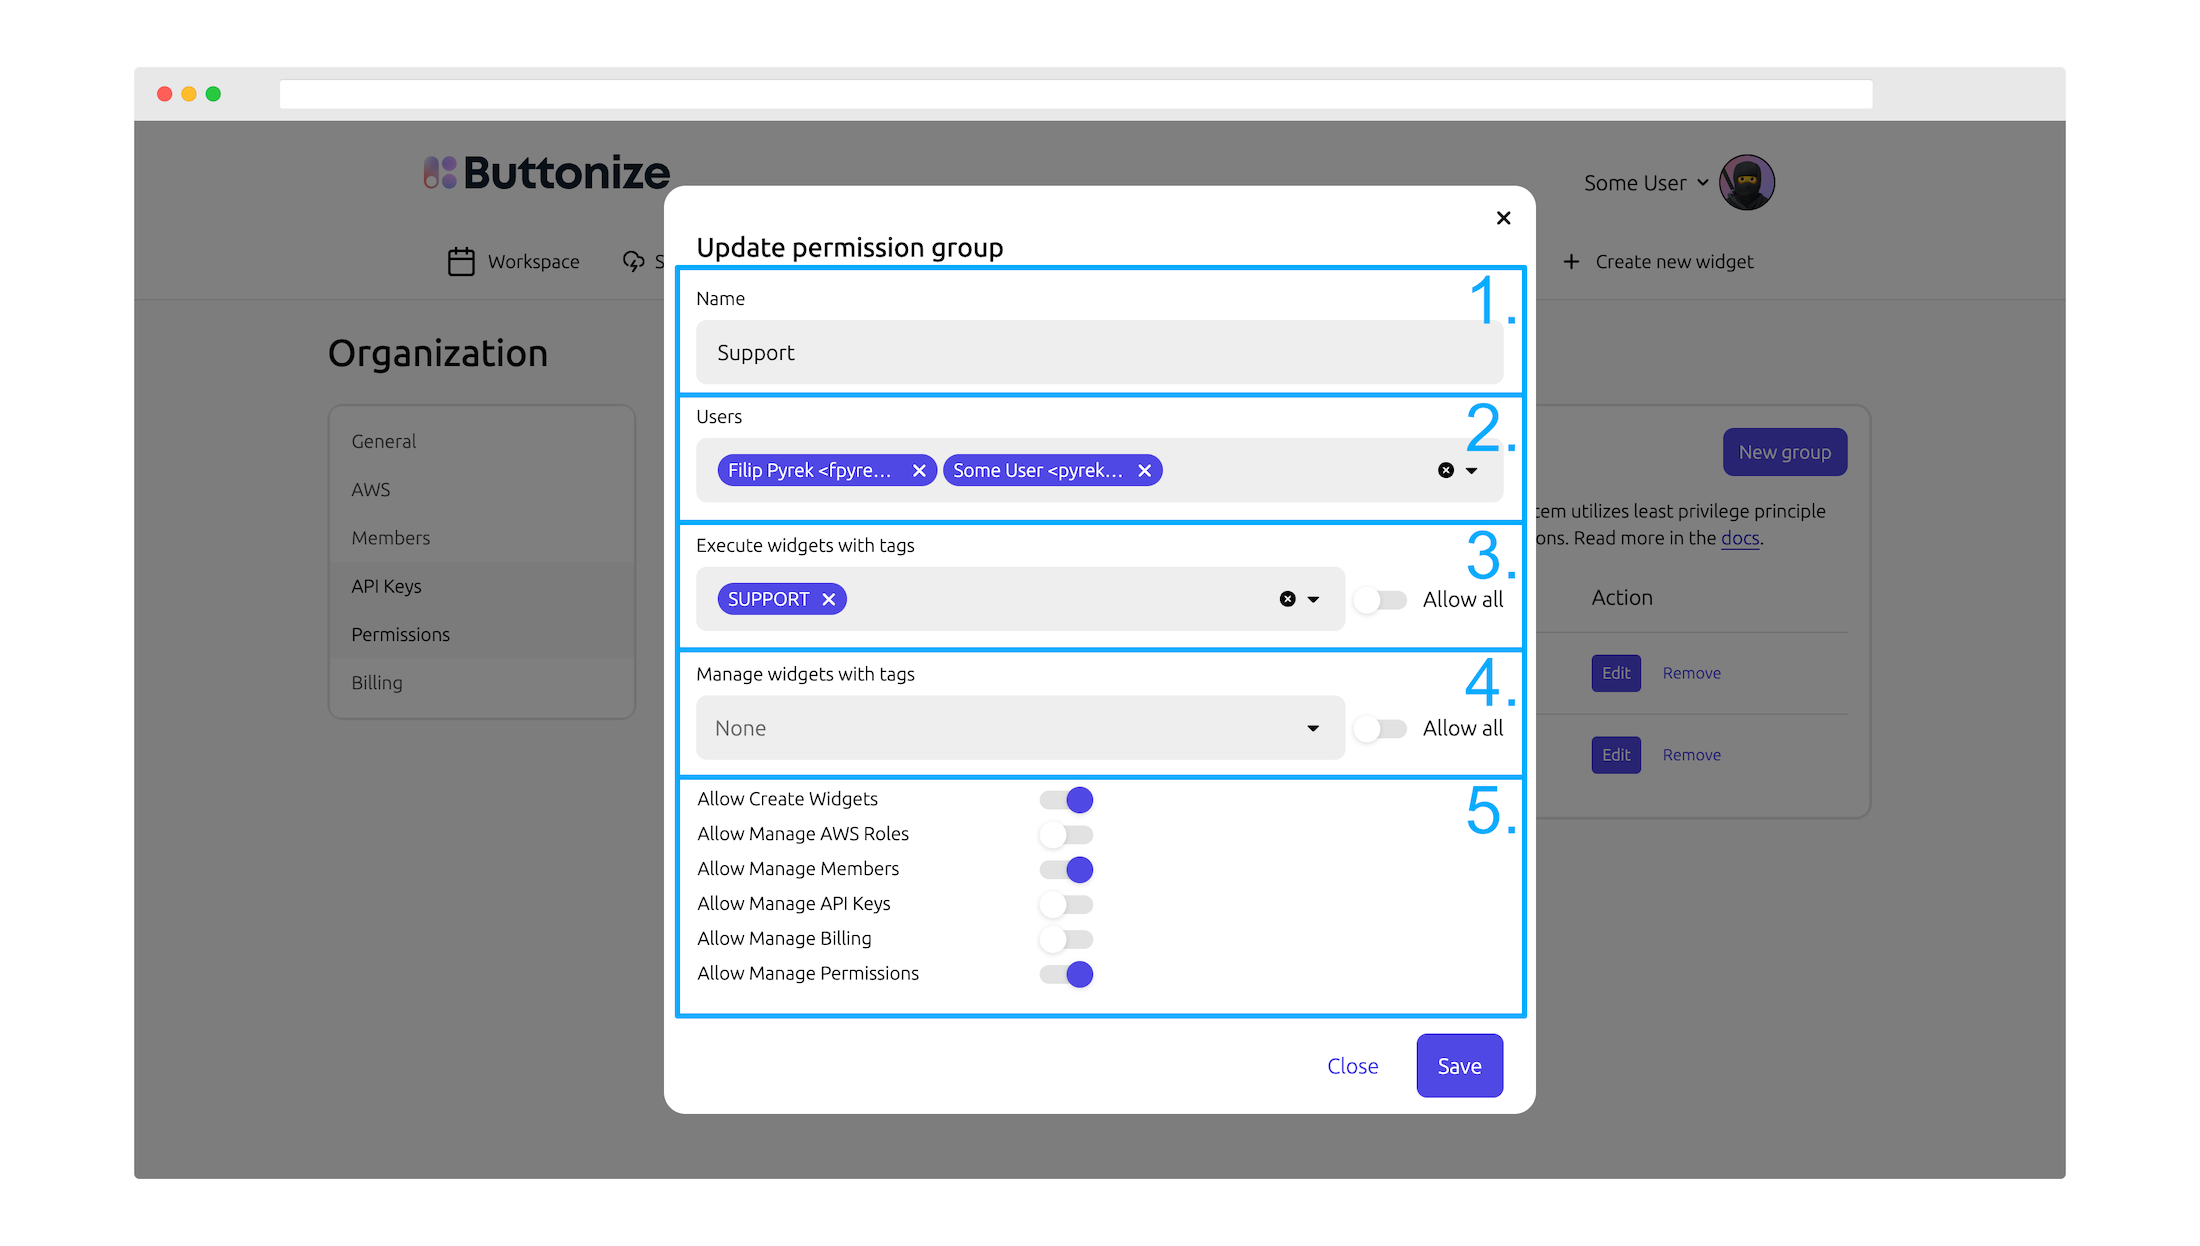 Buttonize
Some User
Workspace
S
Create new widget
Organization
General
AWS
Members
API Keys
Permissions
Billing
Update permission group
1.
Name
Support
2.
Users
Filip Pyrek <fpyre... Some User <pyrek...
3.
Execute widgets with tags
SUPPORT
Allow all
4.
Manage widgets with tags
None
Allow all
5.
Allow Create Widgets
Allow Manage AWS Roles
Allow Manage Members
Allow Manage API Keys
Allow Manage Billing
Allow Manage Permissions
Close
Save
New group
tem utilizes least privilege principle
ons. Read more in the docs.
Action
Edit Remove
Edit Remove